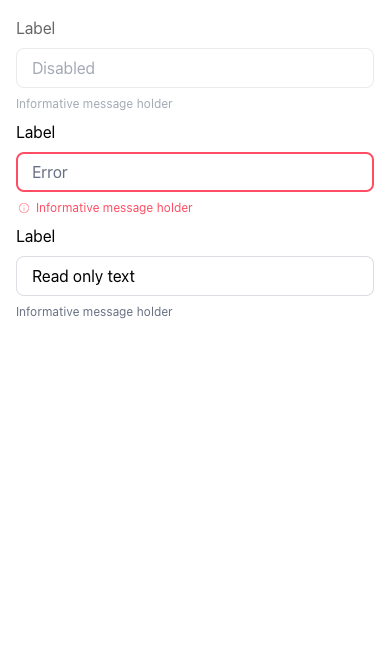 Label
Disabled
Informative message holder
Label
Error
Informative message holder
Label
Read only text
Informative message holder